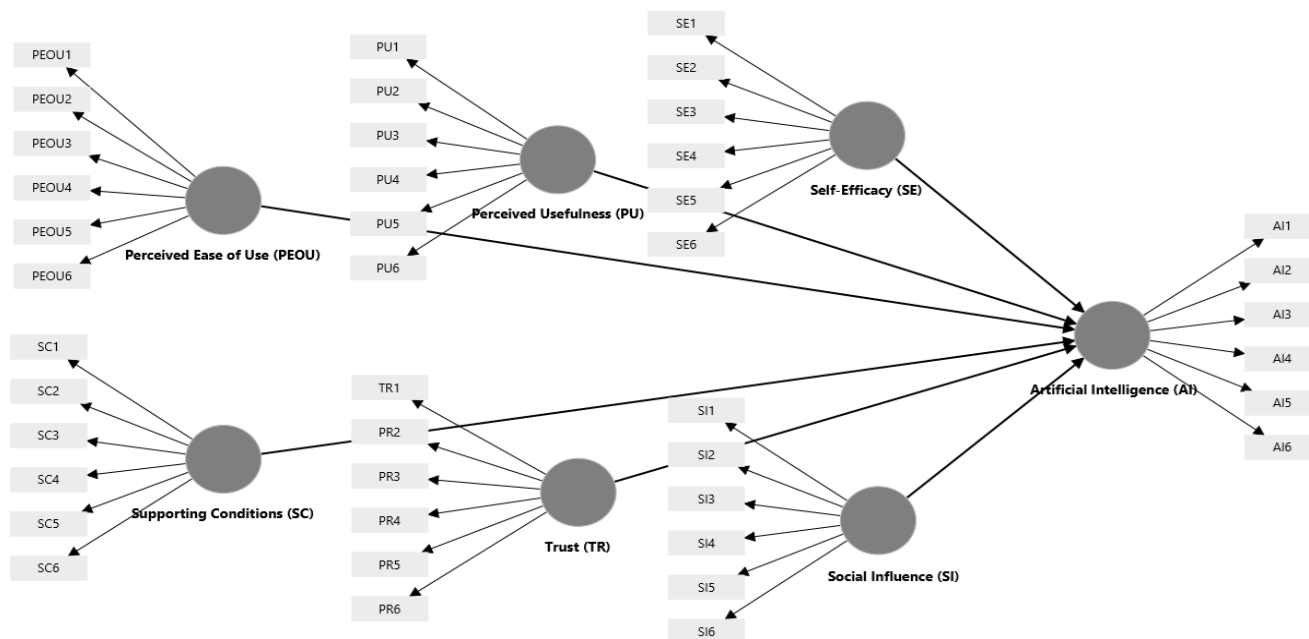 PEOU1
PEOU2
PEOU3
PEOU4
PEOU5
PEOU6
Perceived Ease of Use (PEOU)
PU1
PU2
PU3
PU4
PU5
PU6
Perceived Usefulness (PU)
SE1
SE2
SE3
SE4
SE5
SE6
Self-Efficacy (SE)
SC1
SC2
SC3
SC4
SC5
SC6
Supporting Conditions (SC)
TR1
PR2
PR3
PR4
PR5
PR6
Trust (TR)
SI1
SI2
SI3
SI4
SI5
SI6
Social Influence (SI)
Artificial Intelligence (AI)
AI1
AI2
AI3
AI4
AI5
AI6